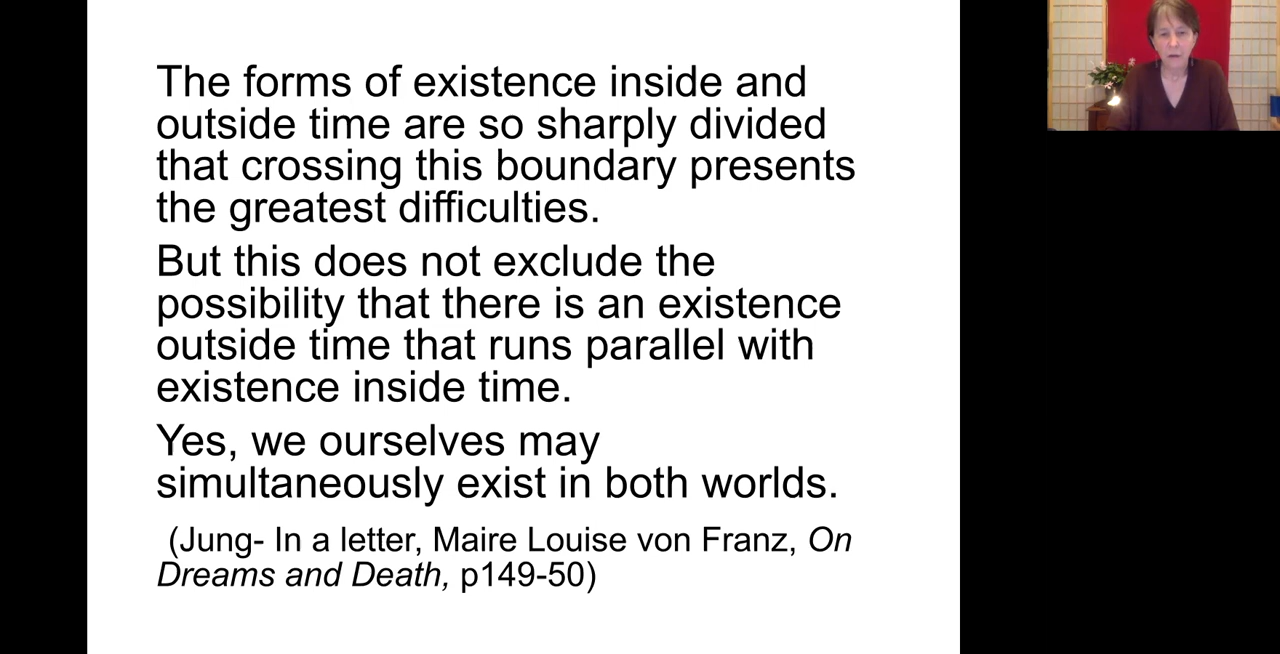 The forms of existence inside and
outside time are so sharply divided
that crossing this boundary presents
the greatest difficulties.
But this does not exclude the
possibility that there is an existence
outside time that runs parallel with
existence inside time.
Yes, we ourselves may
simultaneously exist in both worlds.
(Jung- In a letter, Maire Louise von Franz, On
Dreams and Death, p149-50)